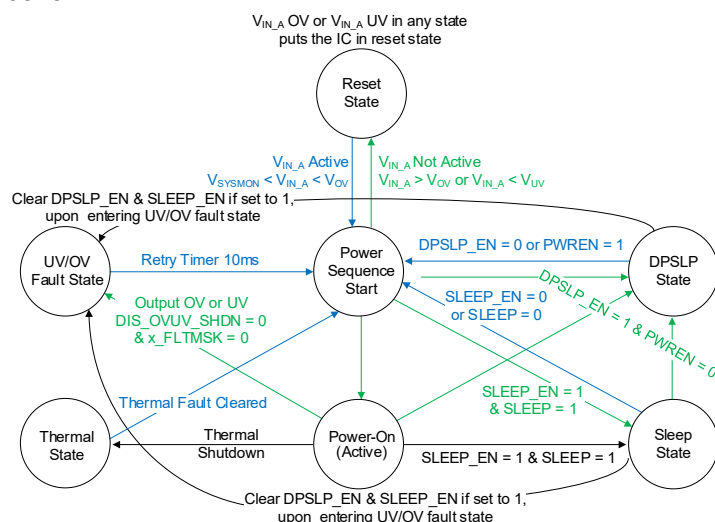 V_IN_A OV or V_IN_A UV in any state
puts the IC in reset state
Reset
State
V_IN_A Active
V_SYSMON < V_IN_A < V_OV
V_IN_A Not Active
V_IN_A > V_OV or V_IN_A < V_UV
Clear DPSLP_EN & SLEEP_EN if set to 1,
upon entering UV/OV fault state
UV/OV
Fault State
Retry Timer 10ms
Power
Sequence
Start
DPSLP_EN = 0 or PWREN = 1
DPSLP
State
DPSLP_EN = 1 & PWREN = 0
Output OV or UV
DIS_OVUV_SHDN = 0
& x_FLTMSK = 0
SLEEP_EN = 0
or SLEEP = 0
Thermal Fault Cleared
SLEEP_EN = 1
& SLEEP = 1
Thermal
State
Thermal
Shutdown
Power-On
(Active)
SLEEP_EN = 1 & SLEEP = 1
Sleep
State
Clear DPSLP_EN & SLEEP_EN if set to 1,
upon entering UV/OV fault state